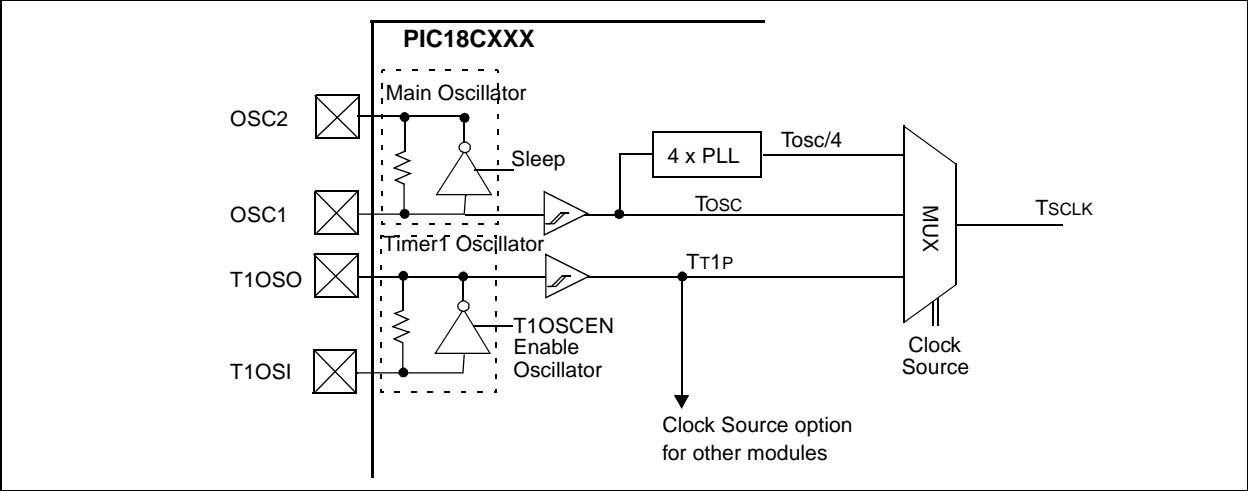 PIC18CXXX
Main Oscillator
OSC2
Sleep
4 x PLL
Tosc/4
OSC1
TOSC
MUX
TSCLK
Timer1 Oscillator
T1OSO
TT1P
T1OSCEN
Enable
Oscillator
T1OSI
Clock
Source
Clock Source option
for other modules